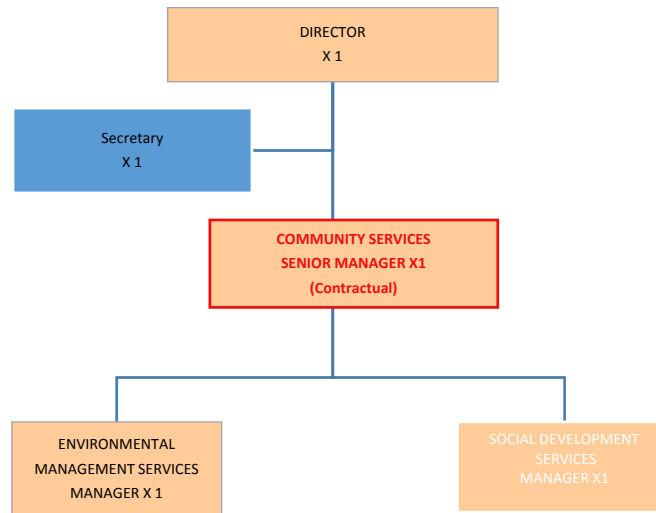 DIRECTOR
X 1
Secretary
X 1
COMMUNITY SERVICES
SENIOR MANAGER X1
(Contractual)
ENVIRONMENTAL
MANAGEMENT SERVICES
MANAGER X 1
SOCIAL DEVELOPMENT
SERVICES
MANAGER X1